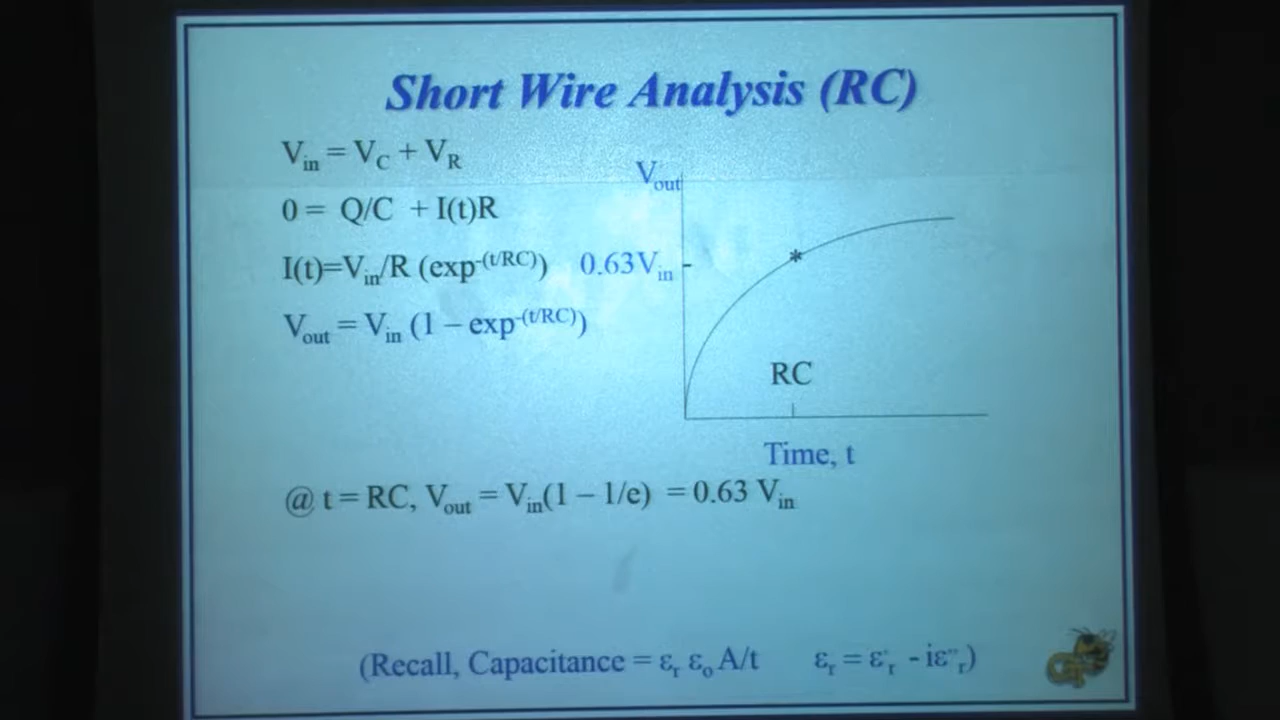 Short Wire Analysis (RC)
V_in = V_C + V_R
0 = Q/C + I(t)R
I(t)=V_in/R (exp^-(t/RC))
V_out = V_in (1 – exp^-(t/RC))
V_out
0.63V_in
*
RC
Time, t
@ t = RC, V_out = V_in(1 – 1/e) = 0.63 V_in
(Recall, Capacitance = ε_r ε_o A/t ε_r = ε'_r - iε"_r)